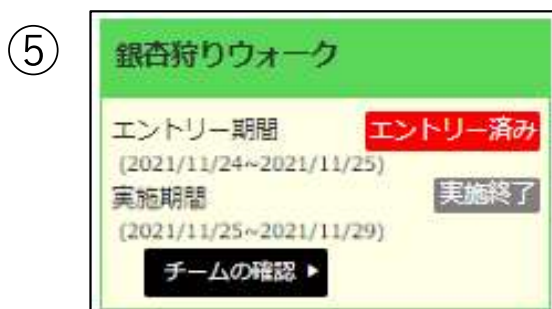 ⑤
銀杏狩りウォーク
エントリー期間 エントリー済み
(2021/11/24~2021/11/25)
実施期間 実施終了
(2021/11/25~2021/11/29)
チームの確認 ▶